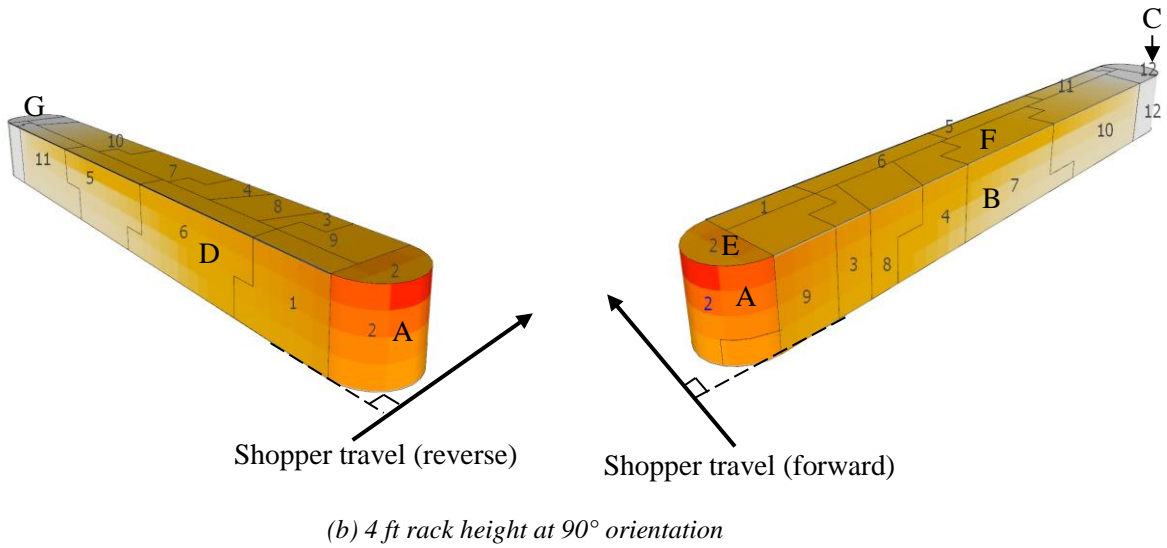 C
G
12
11
12
10
5
10
11
F
6
7
5
4
7
B
8
3
1
4
6
D
9
2
E
2
3
8
1
2
A
2
A
9
Shopper travel (reverse)
Shopper travel (forward)
(b) 4 ft rack height at 90° orientation